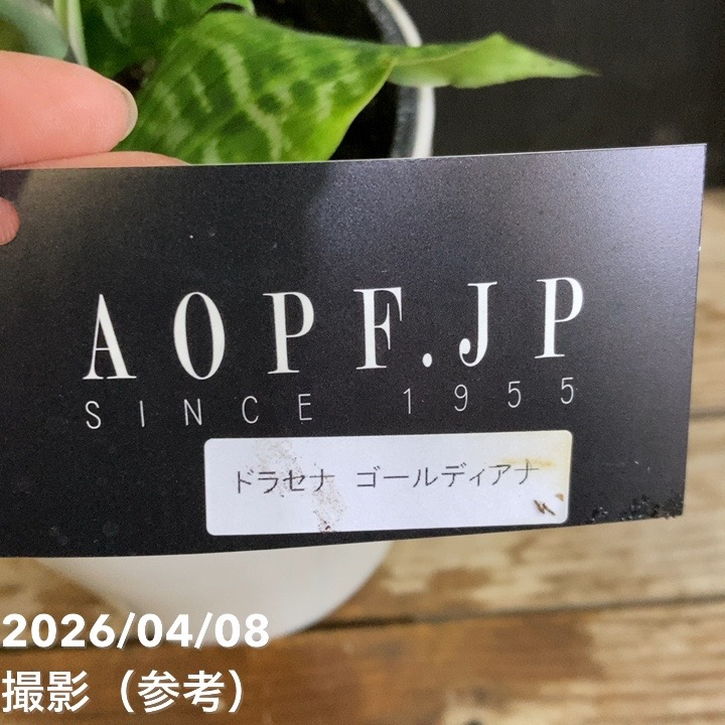 AOPF.JP
SINCE 1955
ドラセナ ゴールディアナ
2026/04/08
撮影（参考）